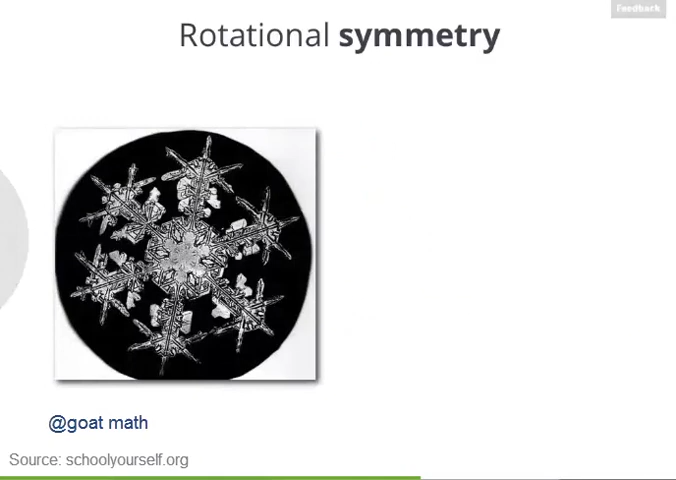 Feedback
Rotational symmetry
@goat math
Source: schoolyourself.org